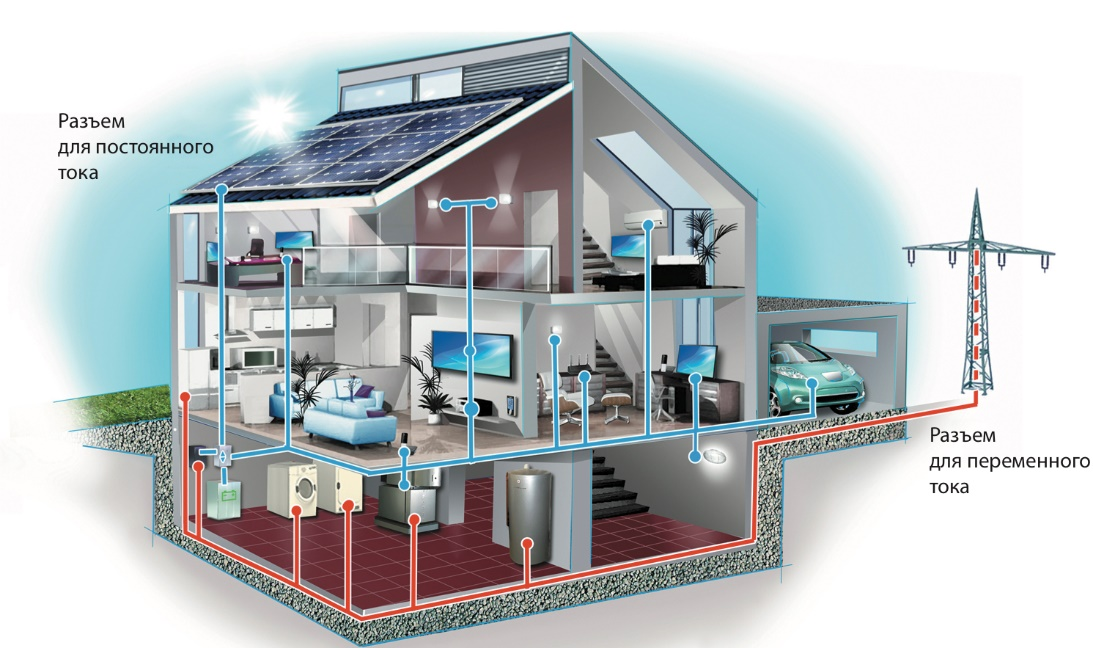 Разъем
для постоянного
тока
Разъем
для переменного
тока